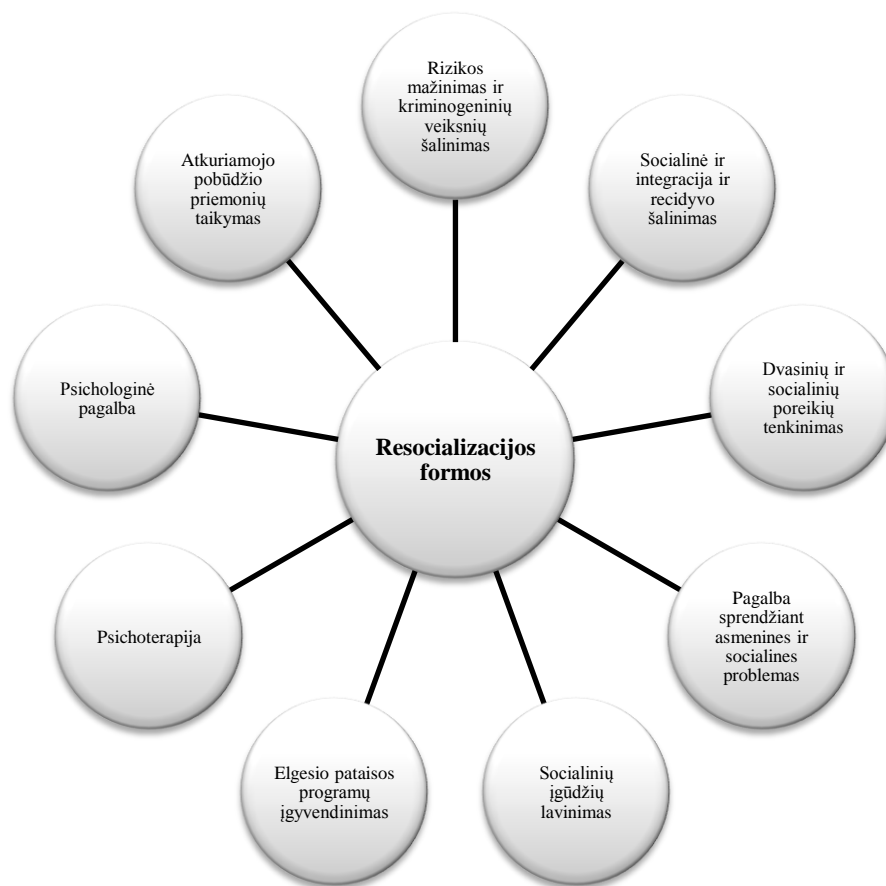 Rizikos
mažinimas ir
kriminogeninių
veiksnių
šalinimas
Socialinė ir
integracija ir
recidyvo
šalinimas
Dvasinių ir
socialinių
poreikių
tenkinimas
Pagalba
sprendžiant
asmenines ir
socialines
problemas
Socialinių
įgūdžių
lavinimas
Elgesio pataisos
programų
įgyvendinimas
Psichoterapija
Psichologinė
pagalba
Atkuriamojo
pobūdžio
priemonių
taikymas
Resocializacijos
formos